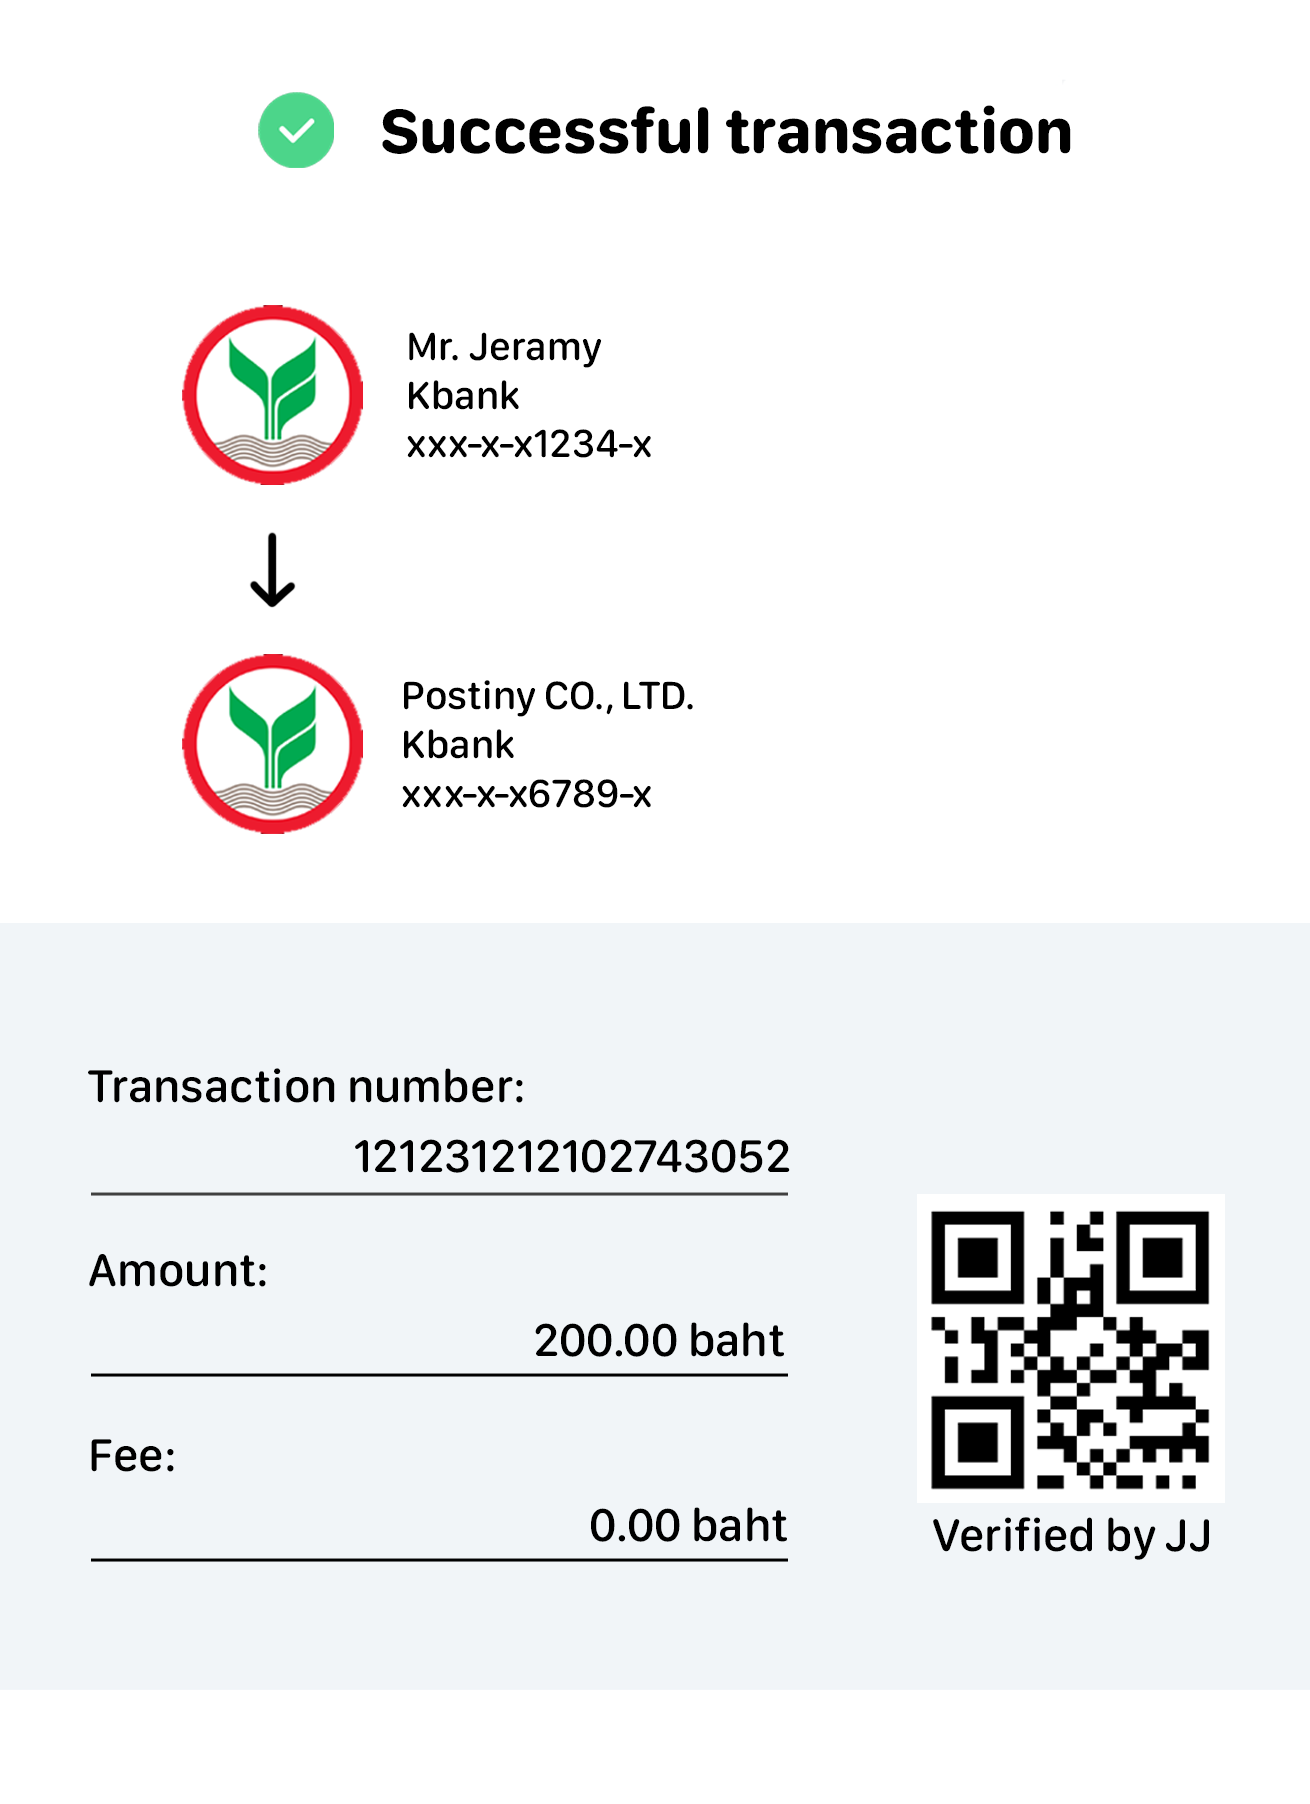 Successful transaction
Mr. Jeramy
Kbank
xxx-x-x1234-x
Postiny CO., LTD.
Kbank
xxx-x-x6789-x
Transaction number:
121231212102743052
Amount:
200.00 baht
Fee:
0.00 baht
Verified by JJ